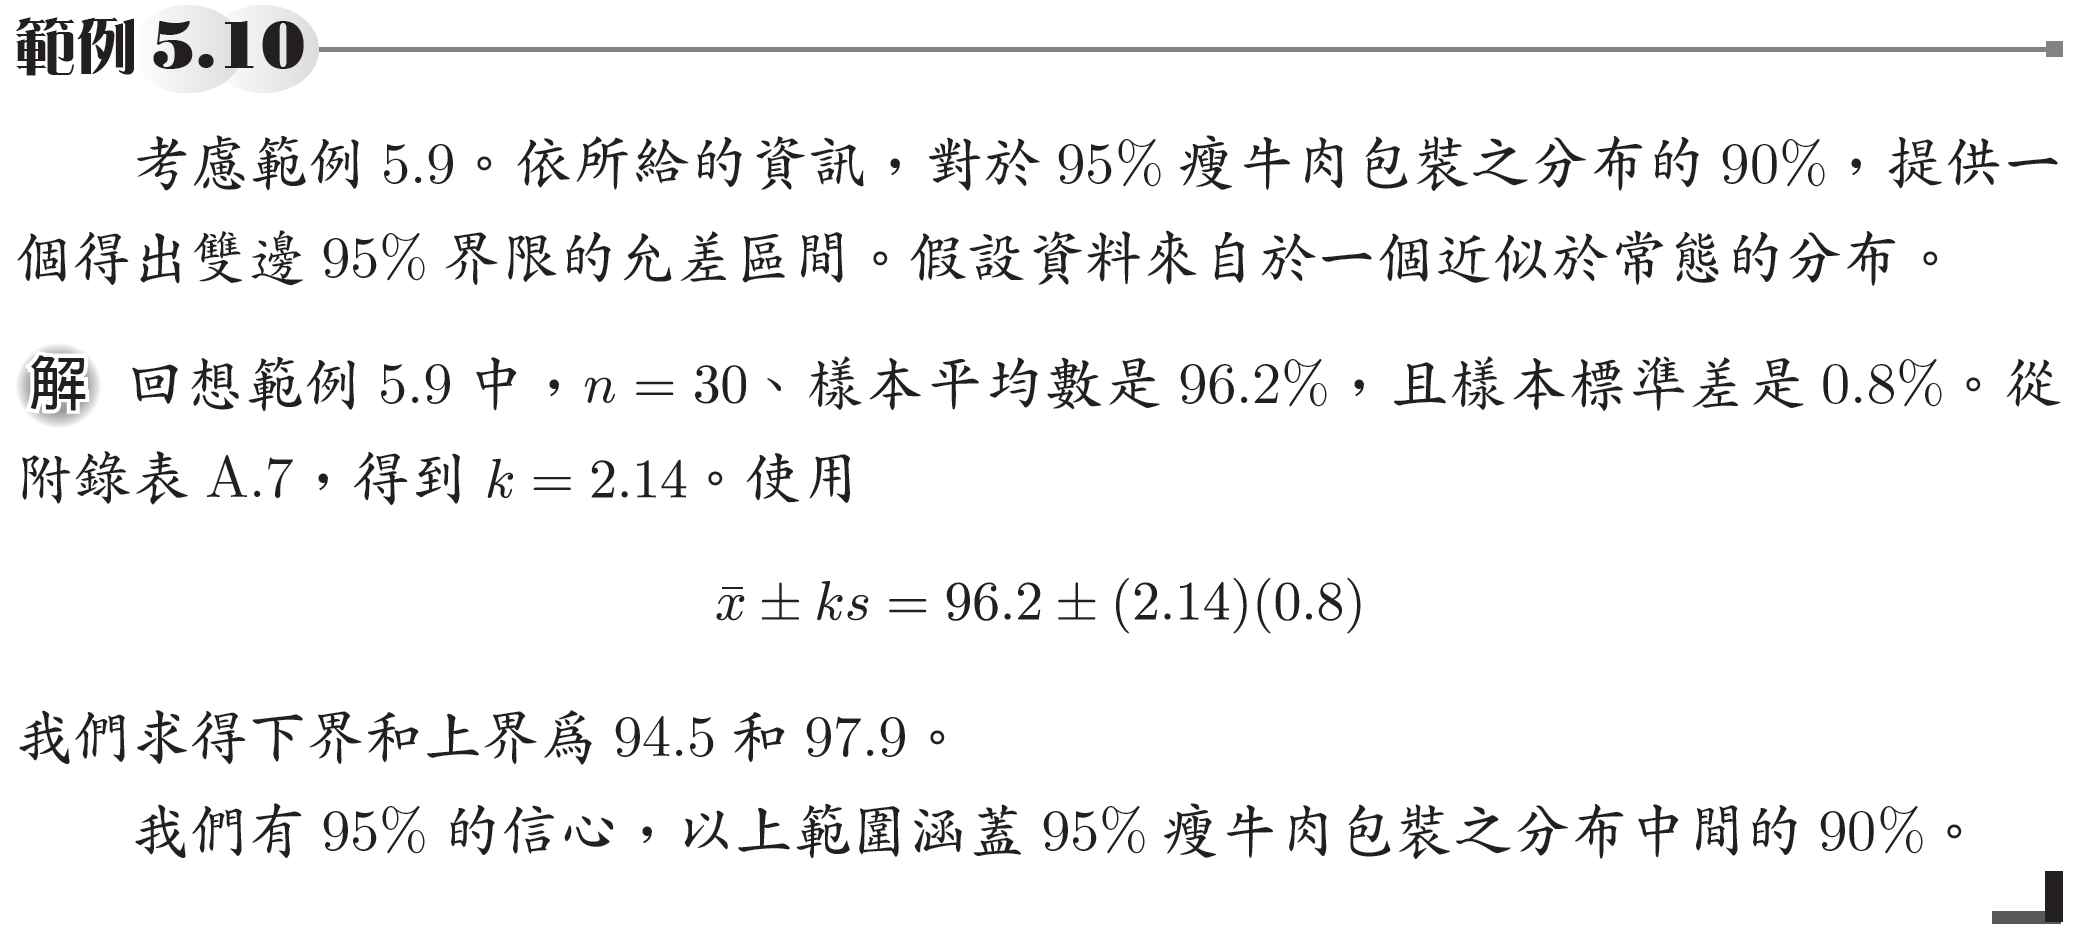 範例 5.10
考慮範例 5.9。依所給的資訊，對於 95% 瘦牛肉包裝之分布的 90%，提供一
個得出雙邊 95% 界限的允差區間。假設資料來自於一個近似於常態的分布。
解 回想範例 5.9 中，n = 30、樣本平均數是 96.2%，且樣本標準差是 0.8%。從
附錄表 A.7，得到 k = 2.14。使用
x̄ ± ks = 96.2 ± (2.14)(0.8)
我們求得下界和上界爲 94.5 和 97.9。
我們有 95% 的信心，以上範圍涵蓋 95% 瘦牛肉包裝之分布中間的 90%。